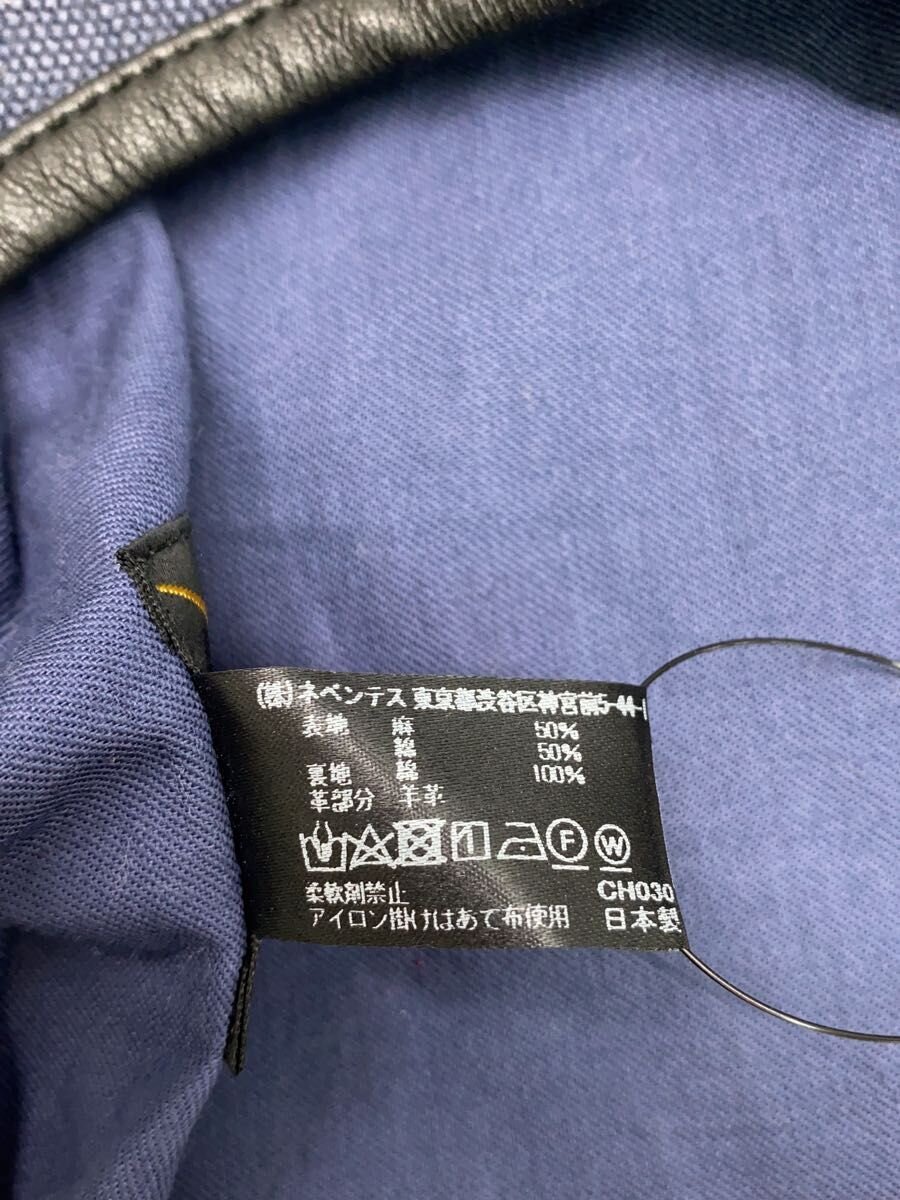 (株)ネペンテス 東京都渋谷区神宮前5-44-1
表地 麻 50%
綿 50%
裏地 綿 100%
革部分 羊革
F W
柔軟剤禁止 CH030
アイロン掛けはあて布使用 日本製